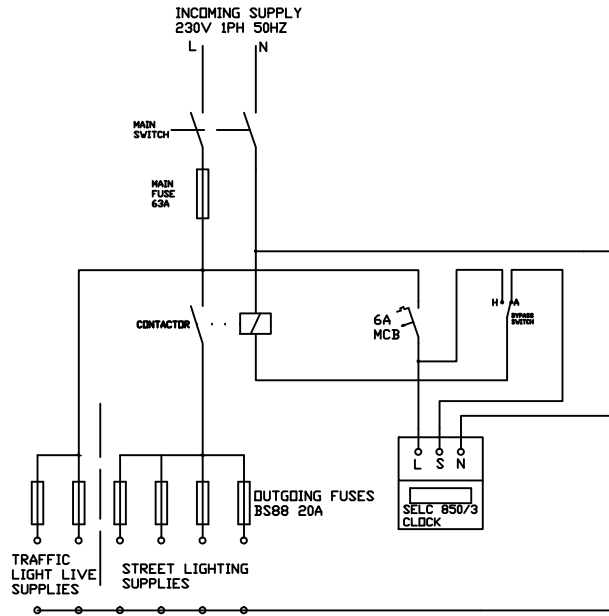 INCOMING SUPPLY
230V 1PH 50HZ
L
N
MAIN
SWITCH
MAIN
FUSE
63A
CONTACTOR
6A
MCB
H
A
BYPASS
SWITCH
L S N
SELC 850/3
CLOCK
OUTGOING FUSES
BS88 20A
TRAFFIC
LIGHT LIVE
SUPPLIES
STREET LIGHTING
SUPPLIES